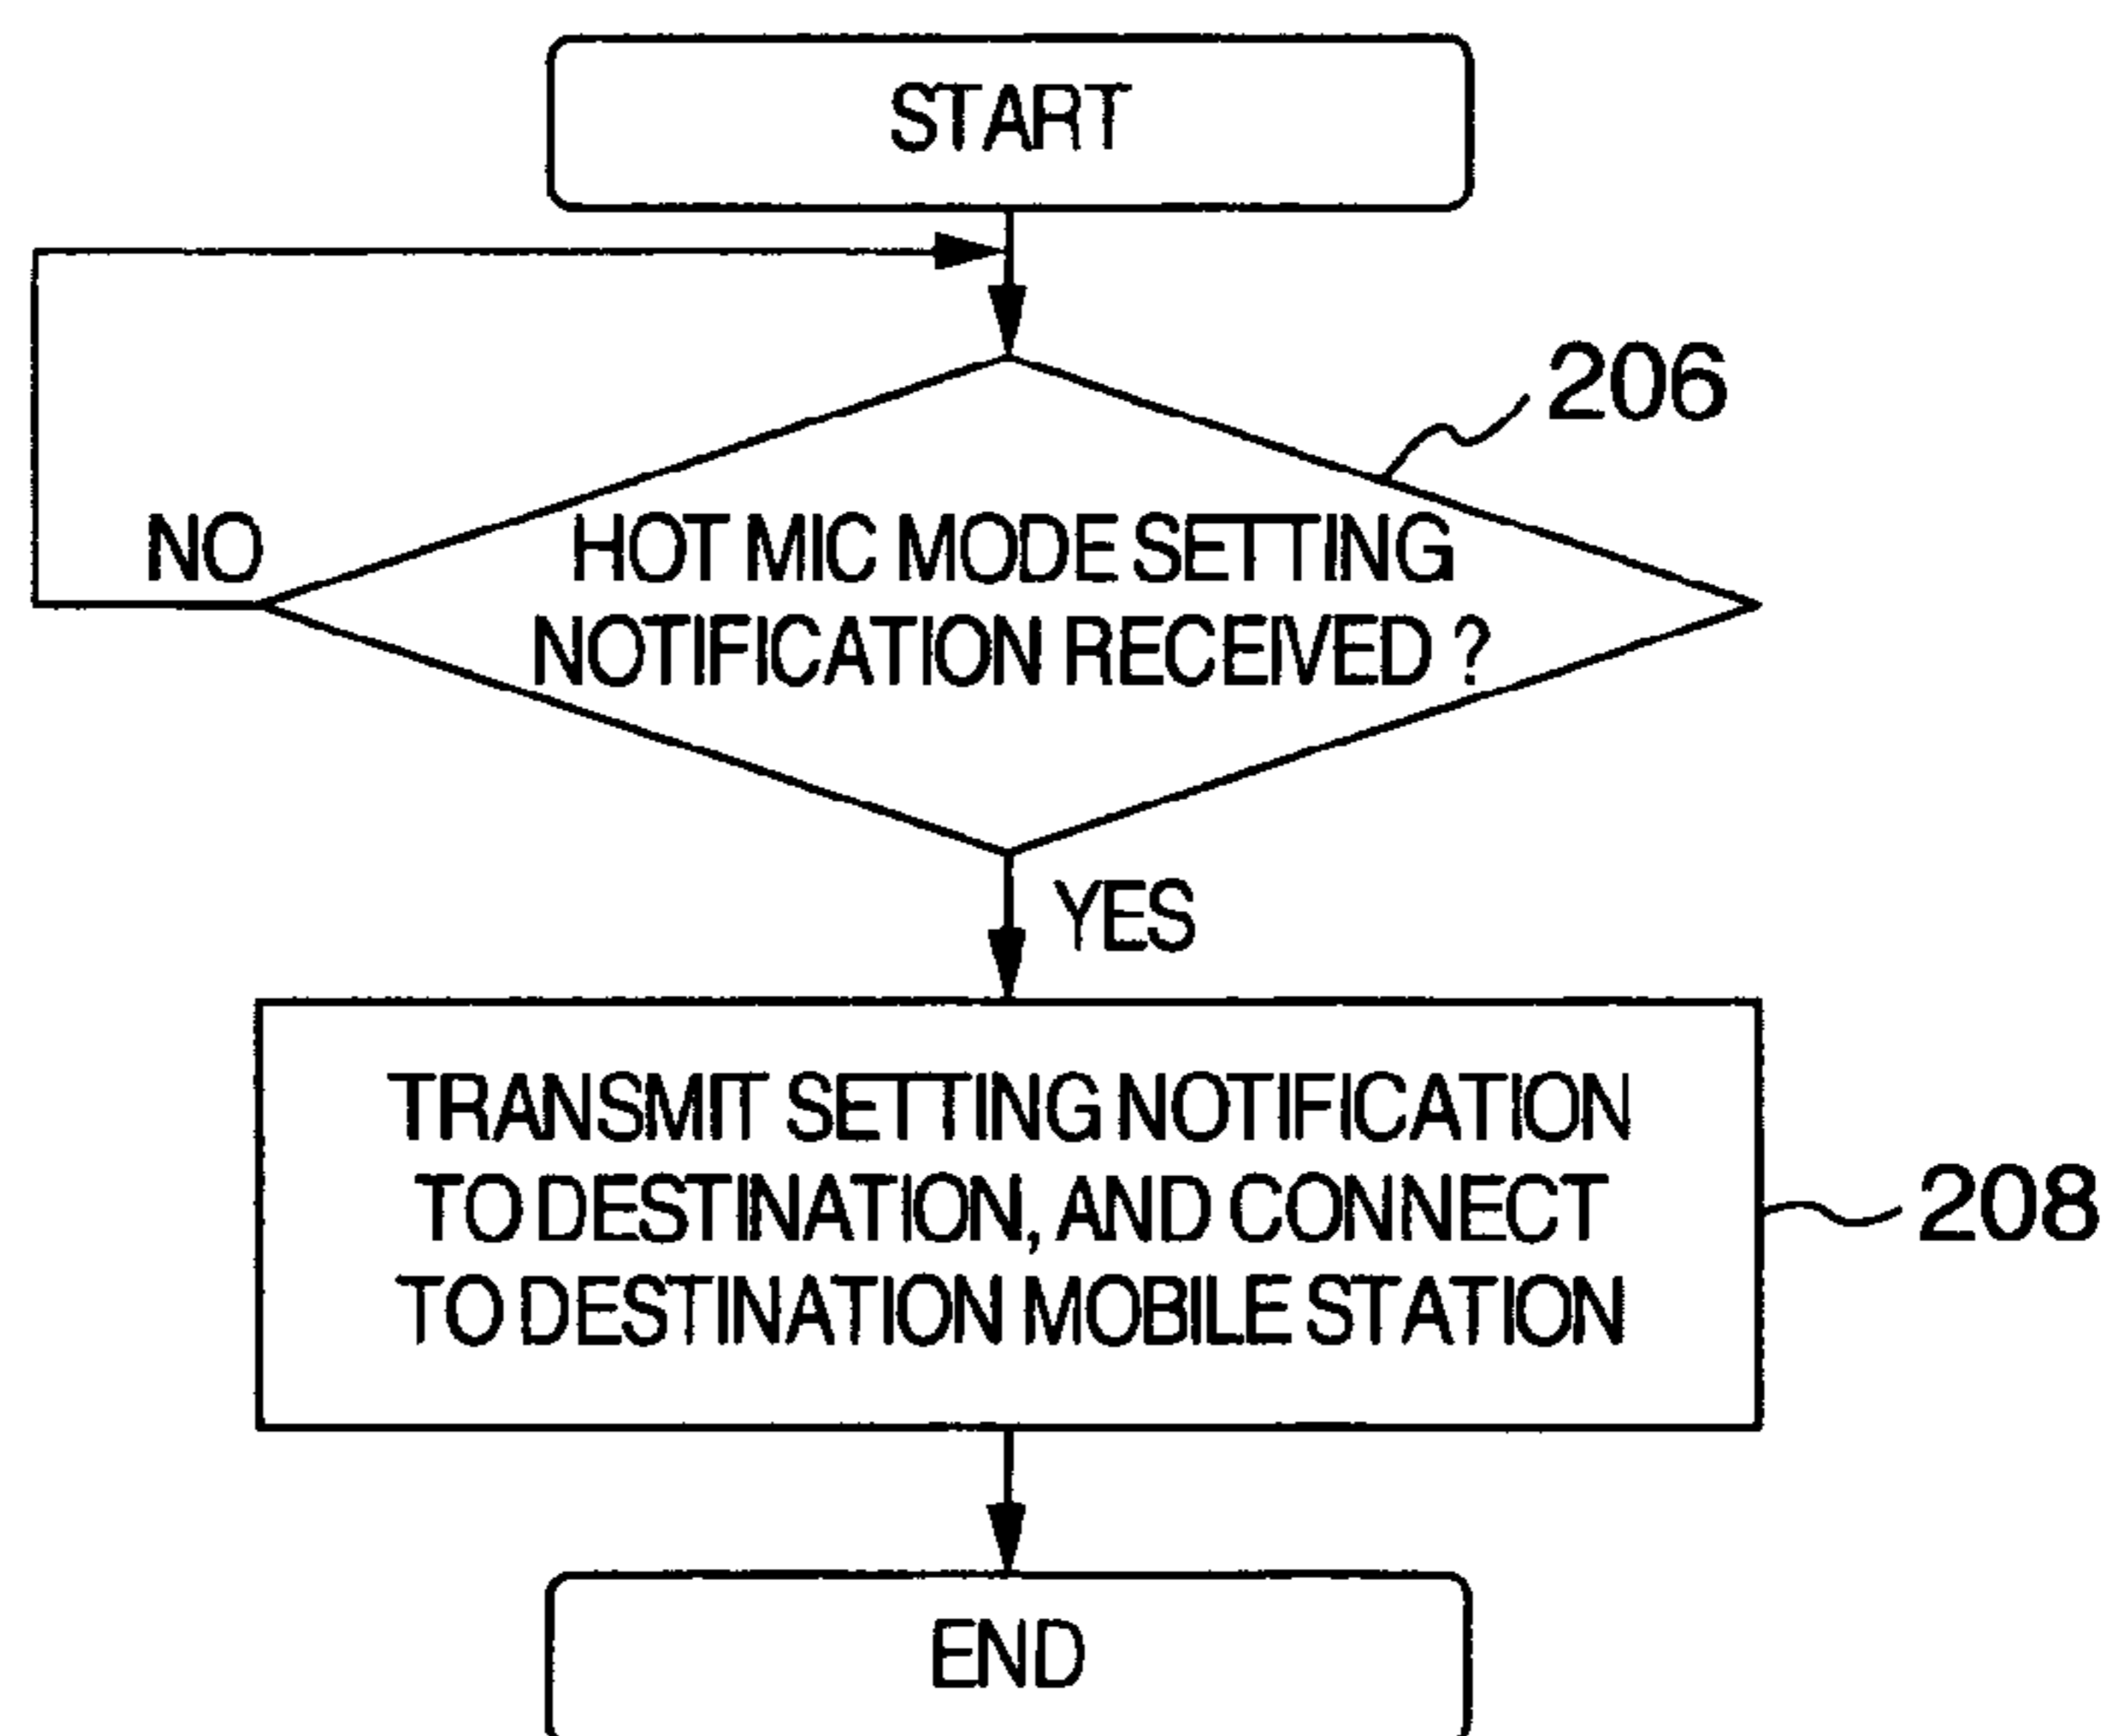 START
206
NO
HOT MIC MODE SETTING
NOTIFICATION RECEIVED ?
YES
TRANSMIT SETTING NOTIFICATION
TO DESTINATION, AND CONNECT
TO DESTINATION MOBILE STATION
208
END